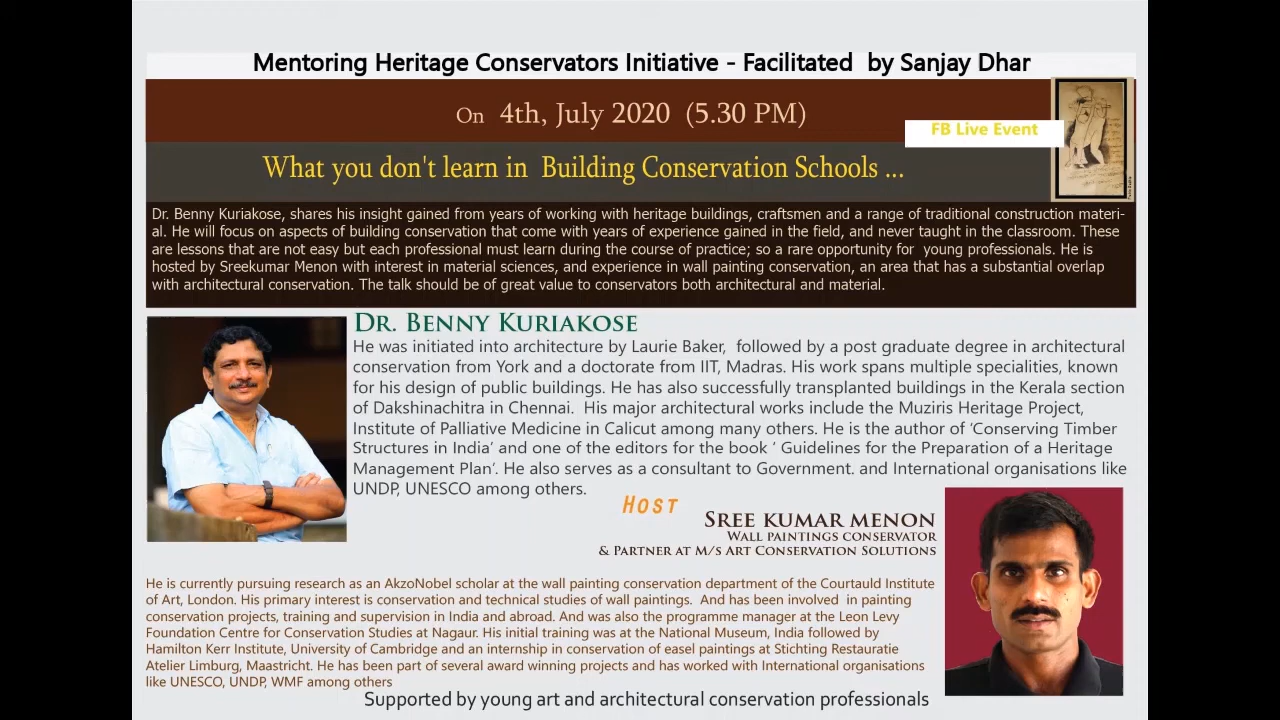 Mentoring Heritage Conservators Initiative - Facilitated by Sanjay Dhar
On 4th, July 2020 (5.30 PM)
FB Live Event
What you don't learn in Building Conservation Schools ...
Dr. Benny Kuriakose, shares his insight gained from years of working with heritage buildings, craftsmen and a range of traditional construction materi-
al. He will focus on aspects of building conservation that come with years of experience gained in the field, and never taught in the classroom. These
are lessons that are not easy but each professional must learn during the course of practice; so a rare opportunity for young professionals. He is
hosted by Sreekumar Menon with interest in material sciences, and experience in wall painting conservation, an area that has a substantial overlap
with architectural conservation. The talk should be of great value to conservators both architectural and material.
Dr. Benny Kuriakose
He was initiated into architecture by Laurie Baker, followed by a post graduate degree in architectural
conservation from York and a doctorate from IIT, Madras. His work spans multiple specialities, known
for his design of public buildings. He has also successfully transplanted buildings in the Kerala section
of Dakshinachitra in Chennai. His major architectural works include the Muziris Heritage Project,
Institute of Palliative Medicine in Calicut among many others. He is the author of ‘Conserving Timber
Structures in India’ and one of the editors for the book ‘ Guidelines for the Preparation of a Heritage
Management Plan’. He also serves as a consultant to Government. and International organisations like
UNDP, UNESCO among others.
Host
Sree kumar Menon
Wall paintings conservator
& Partner at M/s Art Conservation Solutions
He is currently pursuing research as an AkzoNobel scholar at the wall painting conservation department of the Courtauld Institute
of Art, London. His primary interest is conservation and technical studies of wall paintings. And has been involved in painting
conservation projects, training and supervision in India and abroad. And was also the programme manager at the Leon Levy
Foundation Centre for Conservation Studies at Nagaur. His initial training was at the National Museum, India followed by
Hamilton Kerr Institute, University of Cambridge and an internship in conservation of easel paintings at Stichting Restauratie
Atelier Limburg, Maastricht. He has been part of several award winning projects and has worked with International organisations
like UNESCO, UNDP, WMF among others
Supported by young art and architectural conservation professionals